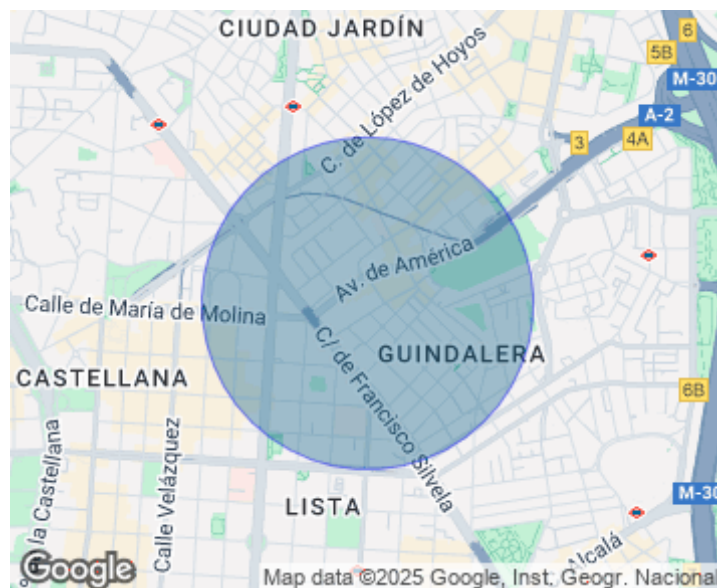 CIUDAD JARDÍN
6
5B
M-30
A-2
C. de López de Hoyos
3
4A
Av. de América
Calle de María de Molina
C/ de Francisco Silvela
GUINDALERA
CASTELLANA
6B
la Castellana
Calle Velázquez
LISTA
M-30
Alcalá
Google
Map data ©2025 Google, Inst. Geogr. Nacional